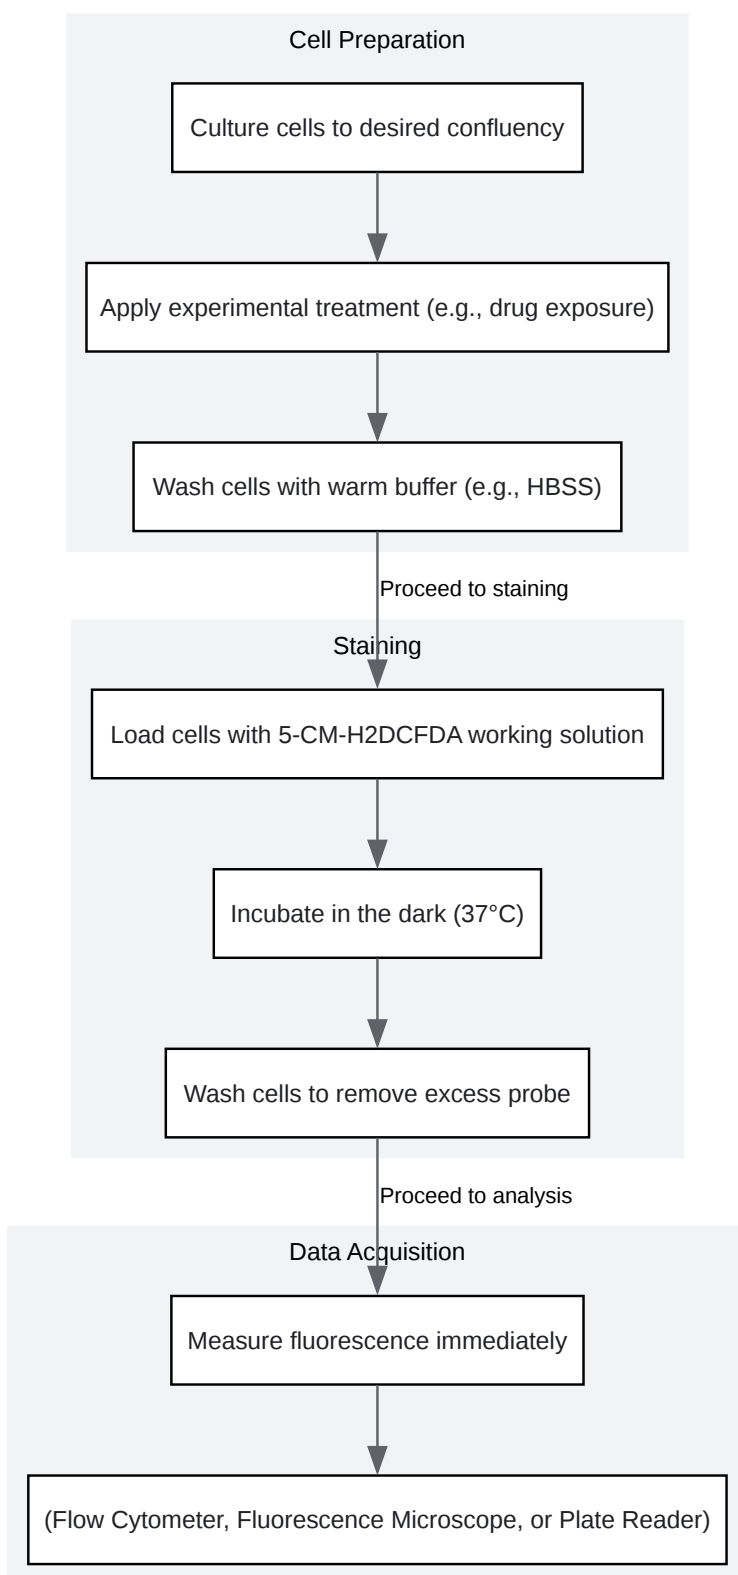 Cell Preparation
Culture cells to desired confluency
Apply experimental treatment (e.g., drug exposure)
Wash cells with warm buffer (e.g., HBSS)
Proceed to staining
Staining
Load cells with 5-CM-H2DCFDA working solution
Incubate in the dark (37°C)
Wash cells to remove excess probe
Proceed to analysis
Data Acquisition
Measure fluorescence immediately
(Flow Cytometer, Fluorescence Microscope, or Plate Reader)